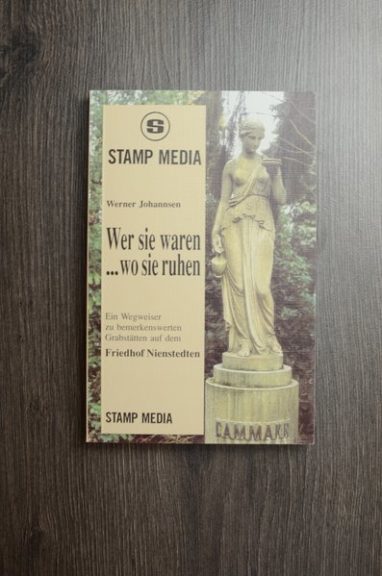 S
STAMP MEDIA
Werner Johannsen
Wer sie waren
...wo sie ruhen
Ein Wegweiser
zu bemerkenswerten
Grabstätten auf dem
Friedhof Nienstedten
STAMP MEDIA